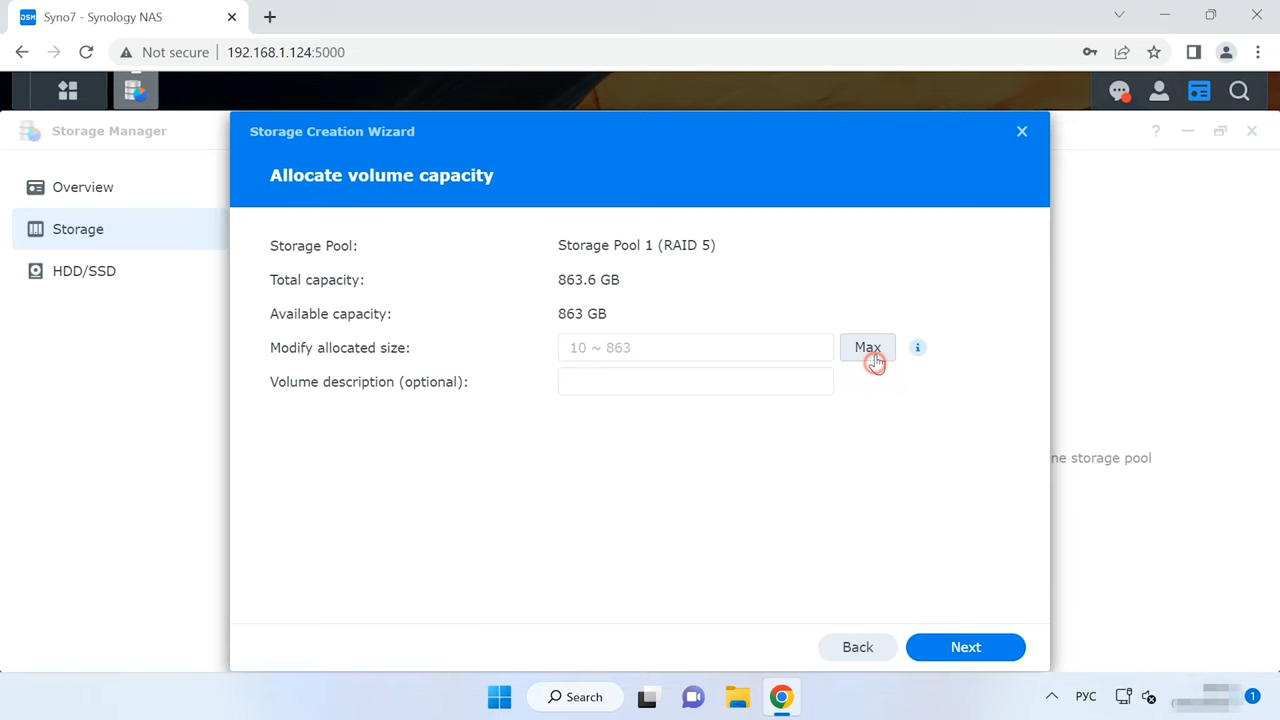 DSM Syno7 - Synology NAS
Not secure 192.168.1.124:5000
Storage Manager
Storage Creation Wizard
Allocate volume capacity
Overview
Storage
HDD/SSD
Storage Pool: Storage Pool 1 (RAID 5)
Total capacity: 863.6 GB
Available capacity: 863 GB
Modify allocated size: 10 ~ 863 Max
Volume description (optional):
ne storage pool
Back Next
Search РУС 1